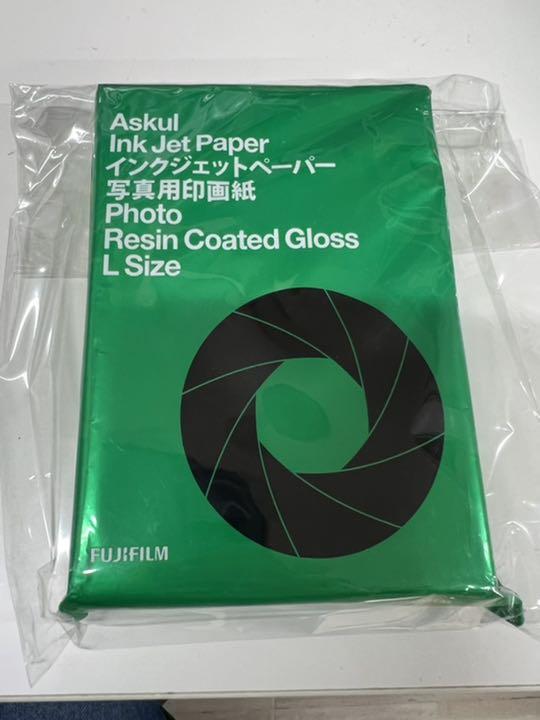 Askul
Ink Jet Paper
インクジェットペーパー
写真用印画紙
Photo
Resin Coated Gloss
L Size
FUJIFILM